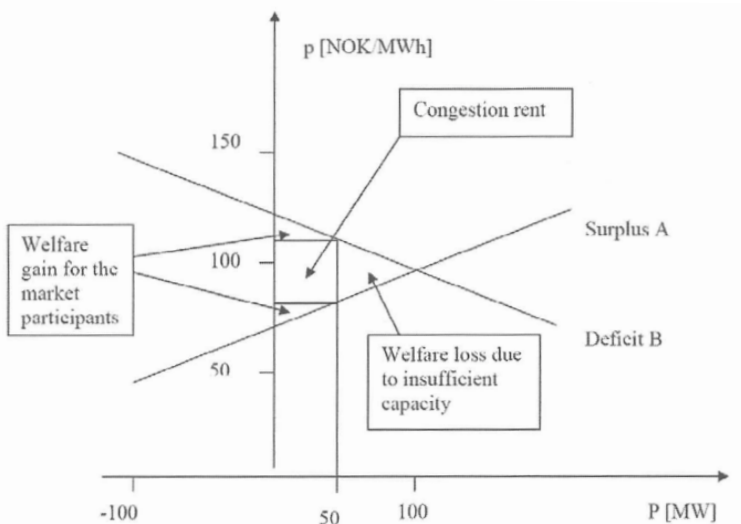 p [NOK/MWh]
Congestion rent
150
Surplus A
Welfare
gain for the
market
participants
100
Deficit B
50
Welfare loss due
to insufficient
capacity
-100
50
100
P [MW]